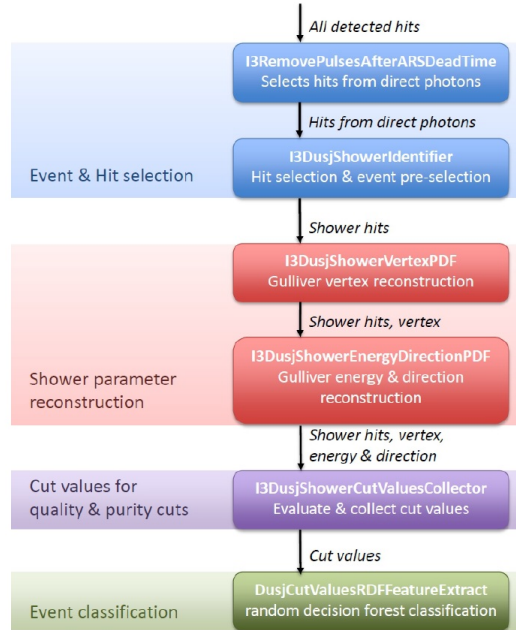 All detected hits
I3RemovePulsesAfterARSDeadTime
Selects hits from direct photons
Hits from direct photons
I3DusjShowerIdentifier
Hit selection & event pre-selection
Event & Hit selection
Shower hits
I3DusjShowerVertexPDF
Gulliver vertex reconstruction
Shower hits, vertex
I3DusjShowerEnergyDirectionPDF
Gulliver energy & direction
reconstruction
Shower parameter
reconstruction
Shower hits, vertex,
energy & direction
Cut values for
quality & purity cuts
I3DusjShowerCutValuesCollector
Evaluate & collect cut values
Cut values
DusjCutValuesRDFFeatureExtract
random decision forest classification
Event classification